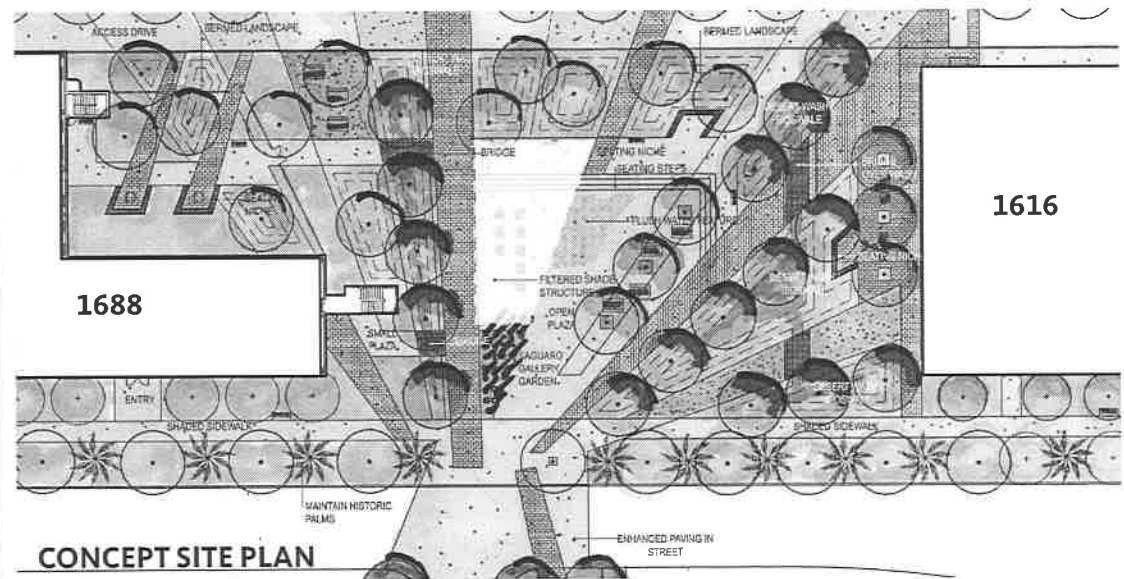 ACCESS DRIVE
BERMED LANDSCAPE
BERMED LANDSCAPE
BRIDGE
SEATING NICHE
SEATING STEPS
1616
FILTERED SHADE
STRUCTURE
OPEN
PLAZA
1688
SMALL
PLAZA
SAGUARO
GALLERY
GARDEN
ENTRY
SHADED SIDEWALK
SHADED SIDEWALK
MAINTAIN HISTORIC
PALMS
ENHANCED PAVING IN
STREET
CONCEPT SITE PLAN